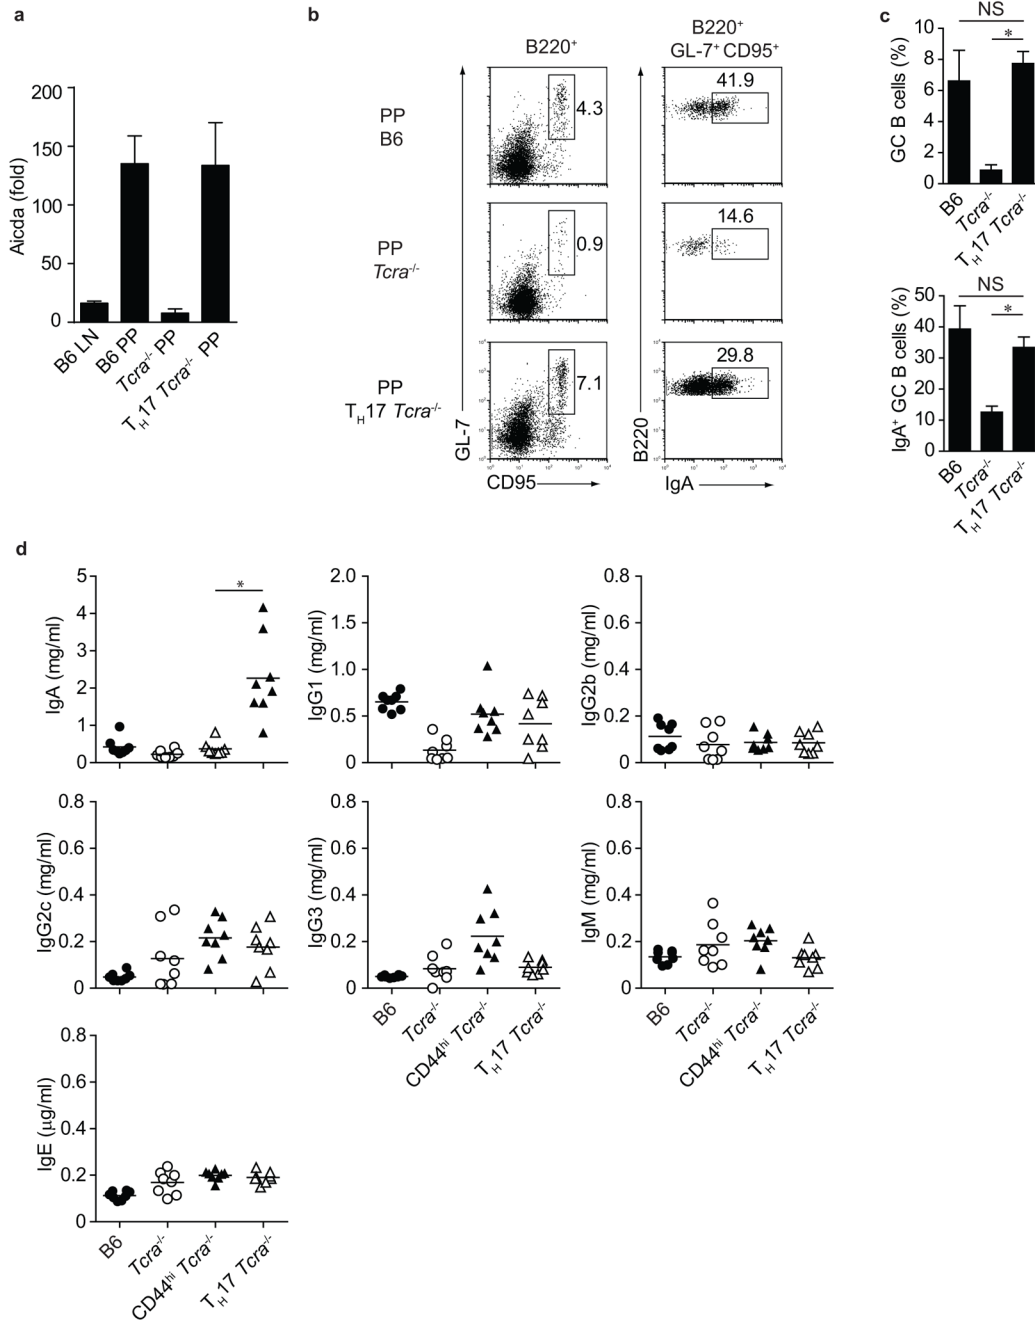 a
Aicda (fold)
200
150
100
50
0
B6 LN
B6 PP
Tcra-/- PP
TH17 Tcra-/- PP
b
B220+
B220+
GL-7+ CD95+
PP
B6
4.3
41.9
PP
Tcra-/-
0.9
14.6
PP
TH17 Tcra-/-
7.1
29.8
GL-7
CD95
B220
IgA
c
NS
*
GC B cells (%)
10
8
6
4
2
0
B6
Tcra-/-
TH17 Tcra-/-
NS
*
IgA+ GC B cells (%)
50
40
30
20
10
0
B6
Tcra-/-
TH17 Tcra-/-
d
*
IgA (mg/ml)
5
4
3
2
1
0
IgG1 (mg/ml)
2.0
1.5
1.0
0.5
0
IgG2b (mg/ml)
0.8
0.6
0.4
0.2
0
IgG2c (mg/ml)
0.8
0.6
0.4
0.2
0
IgG3 (mg/ml)
0.8
0.6
0.4
0.2
0
B6
Tcra-/-
CD44hi Tcra-/-
TH17 Tcra-/-
IgM (mg/ml)
0.8
0.6
0.4
0.2
0
B6
Tcra-/-
CD44hi Tcra-/-
TH17 Tcra-/-
IgE (µg/ml)
0.8
0.6
0.4
0.2
0
B6
Tcra-/-
CD44hi Tcra-/-
TH17 Tcra-/-